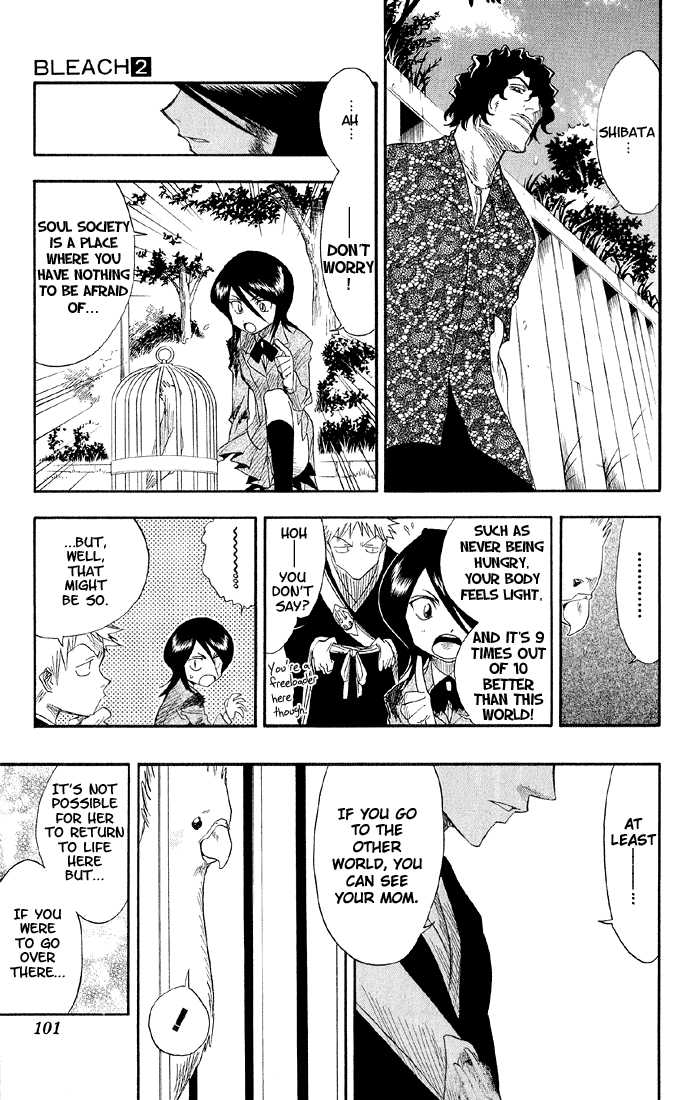 BLEACH 2
SHIBATA
...
...
AH
DON'T
WORRY
!
SOUL SOCIETY
IS A PLACE
WHERE YOU
HAVE NOTHING
TO BE AFRAID
OF...
SUCH AS
NEVER BEING
HUNGRY,
YOUR BODY
FEELS LIGHT,
AND IT'S 9
TIMES OUT
OF 10
BETTER
THAN THIS
WORLD!
HOH
YOU
DON'T
SAY?
You're a
freeloader
here
though!
...BUT,
WELL,
THAT
MIGHT
BE SO.
AT
LEAST
IF YOU GO
TO THE
OTHER
WORLD, YOU
CAN SEE
YOUR MOM.
!
IT'S NOT
POSSIBLE
FOR HER
TO RETURN
TO LIFE
HERE
BUT...
IF YOU
WERE
TO GO
OVER
THERE...
101